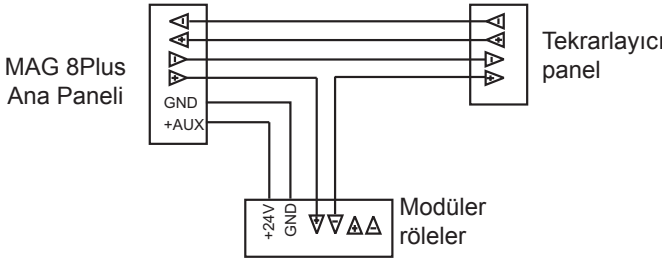 MAG 8Plus
Ana Paneli
GND
+AUX
Tekrarlayıcı
panel
+24V
GND
Modüler
röleler